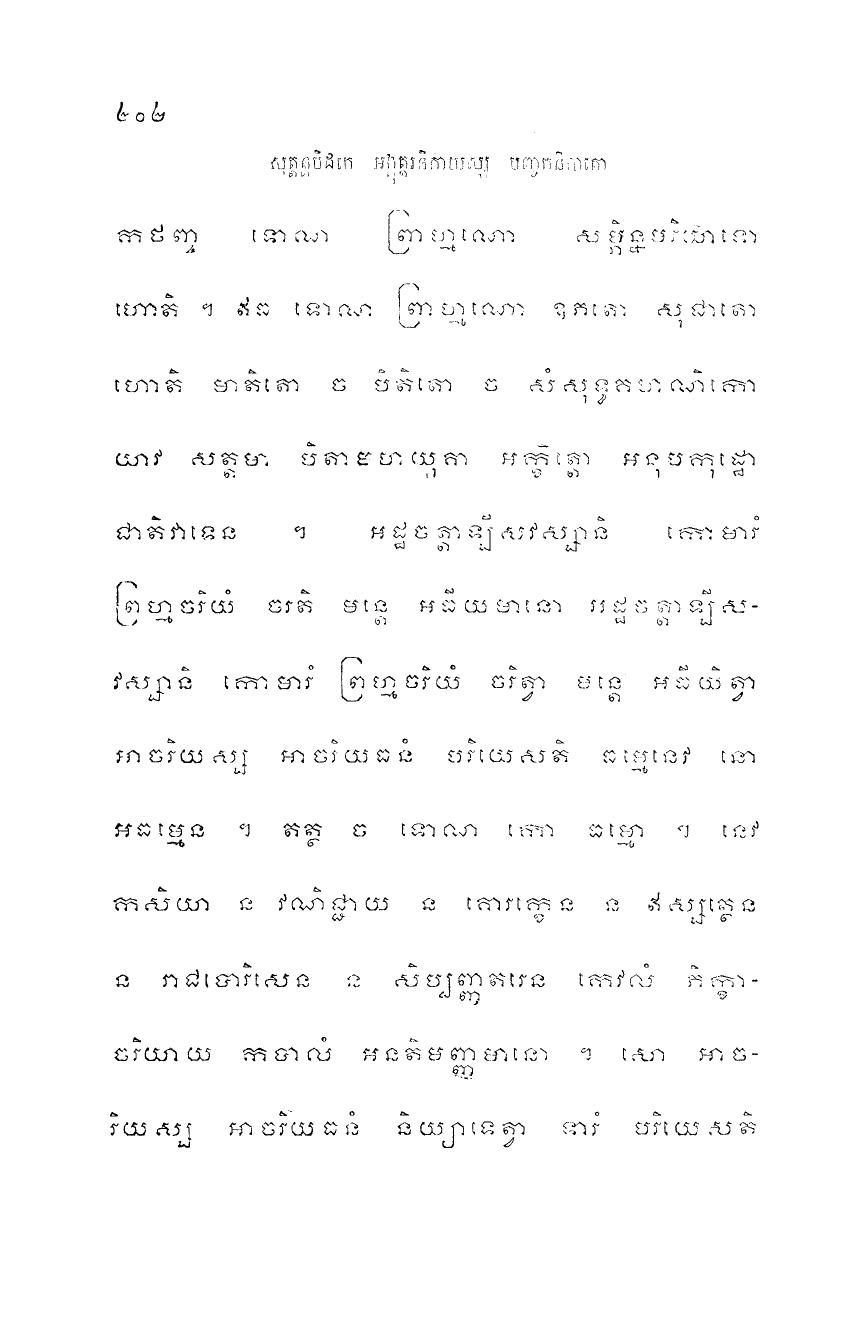 ៤០៤
សុត្តន្តបិដកេ អង្គុត្តរនិកាយស្ស បញ្ចកនិបាតោ
កថញ្ច ទោណ ព្រាហ្មណោ សម្ភិន្នមរិយាទោ
ហោតិ ។ ឥធ ទោណ ព្រាហ្មណោ ឧភតោ សុជាតោ
ហោតិ មាតិតោ ច បិតិតោ ច សំសុទ្ធគហណិកោ
យាវ សត្តមា បិតាមហយុគា អក្ខិត្តោ អនុបកុដ្ឋោ
ជាតិវាទេន ។ អដ្ឋចត្តាឡីសវស្សានិ កោមារំ
ព្រហ្មចរិយំ ចរតិ មន្តេ អធីយមានោ អដ្ឋចត្តាឡីស-
វស្សានិ កោមារំ ព្រហ្មចរិយំ ចរិត្វា មន្តេ អធីយិត្វា
អាចរិយស្ស អាចរិយធនំ បរិយេសតិ ធម្មេនេវ នោ
អធម្មេន ។ តត្ថ ច ទោណ កោ ធម្មោ ។ នេវ
កសិយា ន វណិជ្ជាយ ន គោរក្ខេន ន ឥស្សត្ថេន
ន រាជបោរិសេន ន សិប្បញ្ញតរេន កេវលំ ភិក្ខា-
ចរិយាយ កបាលំ អនតិមញ្ញមានោ ។ សោ អាច-
រិយស្ស អាចរិយធនំ និយ្យាទេត្វា ទារំ បរិយេសតិ